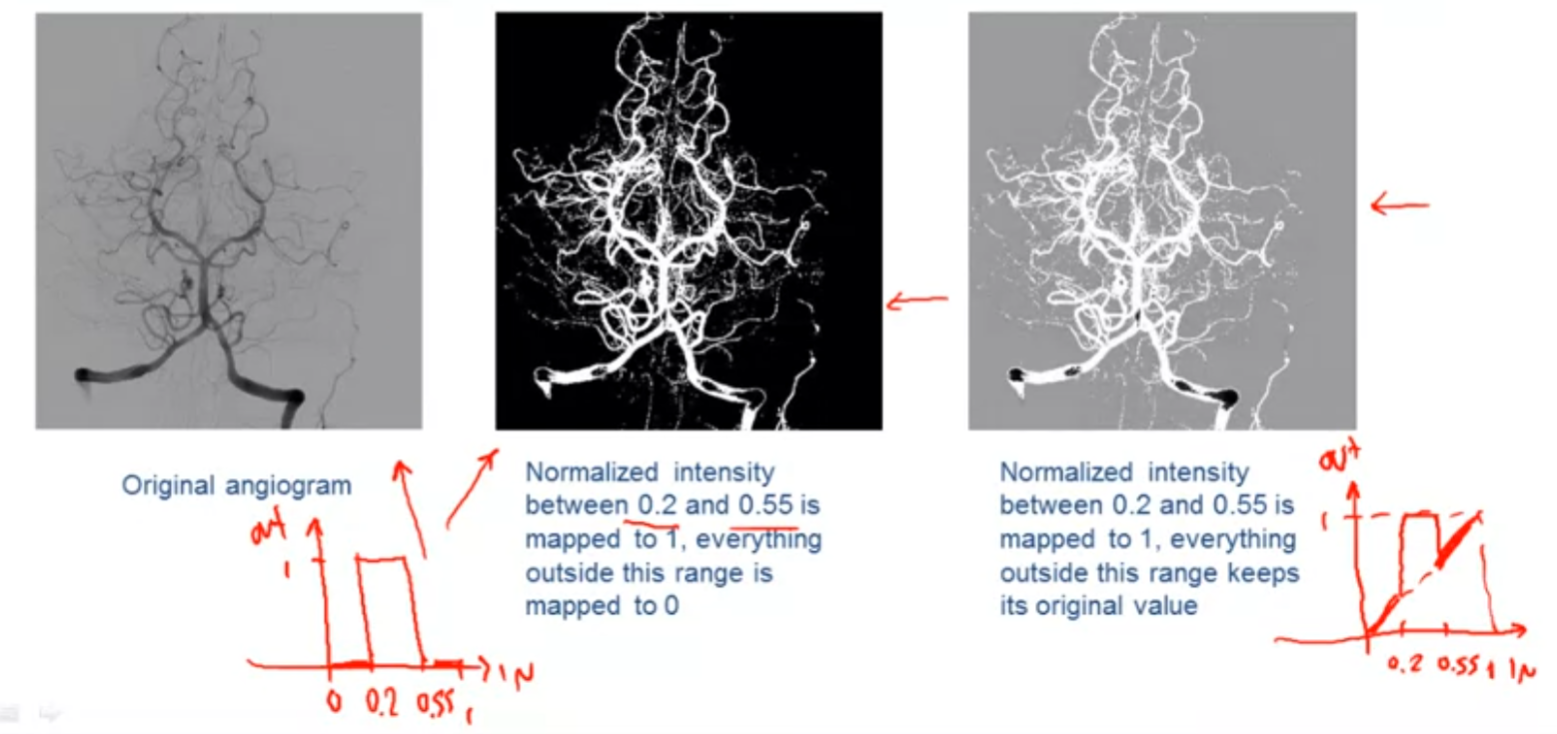 Original angiogram
Normalized intensity
between 0.2 and 0.55 is
mapped to 1, everything
outside this range is
mapped to 0
Normalized intensity
between 0.2 and 0.55 is
mapped to 1, everything
outside this range keeps
its original value
out
1
IN
0 0.2 0.55 1
out
1
0.2 0.55 1 IN